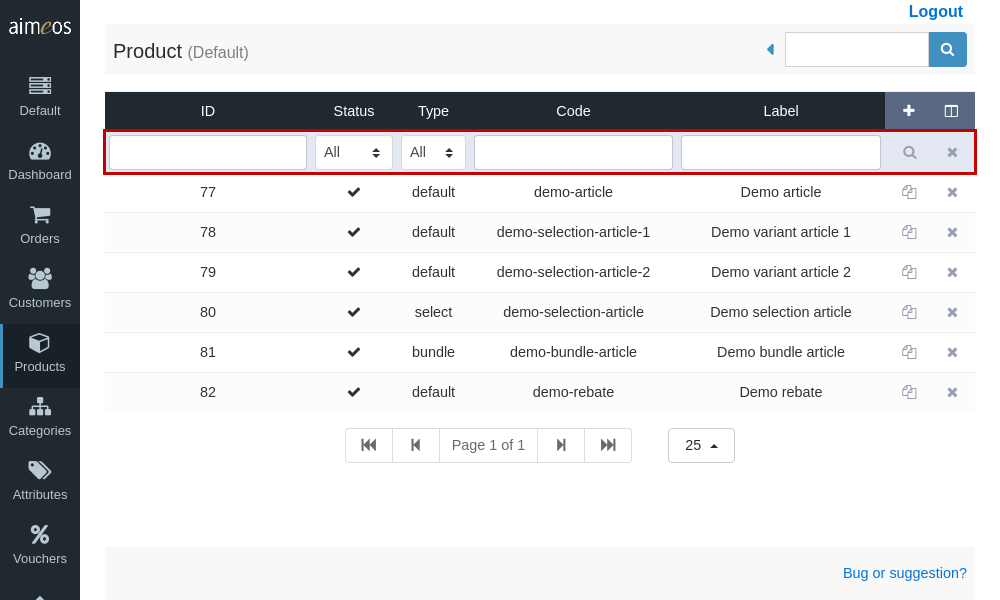 Logout
aimeos
Product (Default)
ID Status Type Code Label
All All
77 default demo-article Demo article
78 default demo-selection-article-1 Demo variant article 1
79 default demo-selection-article-2 Demo variant article 2
80 select demo-selection-article Demo selection article
81 bundle demo-bundle-article Demo bundle article
82 default demo-rebate Demo rebate
Page 1 of 1 25
Default
Dashboard
Orders
Customers
Products
Categories
Attributes
Vouchers
Bug or suggestion?